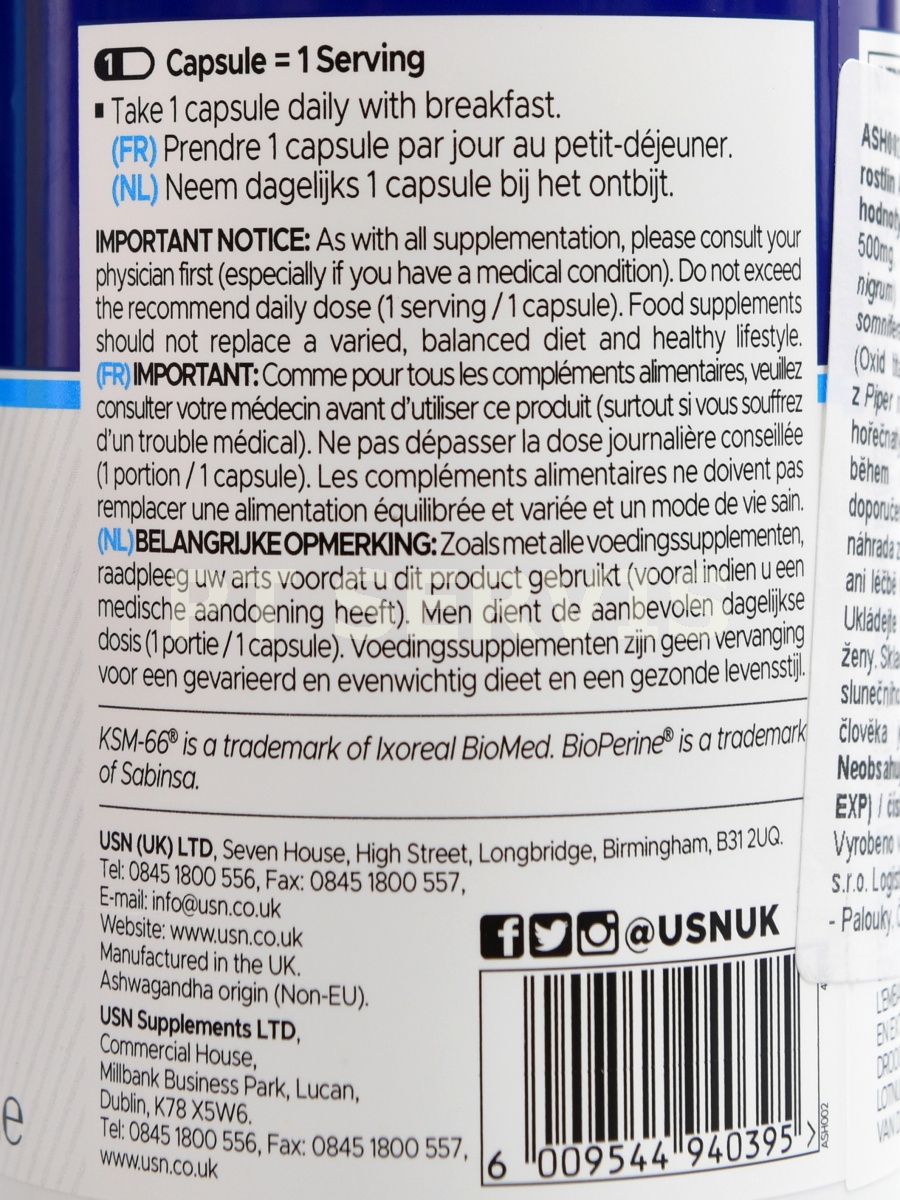 1 Capsule = 1 Serving
▪ Take 1 capsule daily with breakfast.
(FR) Prendre 1 capsule par jour au petit-déjeuner.
(NL) Neem dagelijks 1 capsule bij het ontbijt.
IMPORTANT NOTICE: As with all supplementation, please consult your
physician first (especially if you have a medical condition). Do not exceed
the recommend daily dose (1 serving / 1 capsule). Food supplements
should not replace a varied, balanced diet and healthy lifestyle.
(FR) IMPORTANT: Comme pour tous les compléments alimentaires, veuillez
consulter votre médecin avant d'utiliser ce produit (surtout si vous souffrez
d'un trouble médical). Ne pas dépasser la dose journalière conseillée
(1 portion / 1 capsule). Les compléments alimentaires ne doivent pas
remplacer une alimentation équilibrée et variée et un mode de vie sain.
(NL) BELANGRIJKE OPMERKING: Zoals met alle voedingssupplementen,
raadpleeg uw arts voordat u dit product gebruikt (vooral indien u een
medische aandoening heeft). Men dient de aanbevolen dagelijkse
dosis (1 portie / 1 capsule). Voedingssupplementen zijn geen vervanging
voor een gevarieerd en evenwichtig dieet en een gezonde levensstijl.
PT SERVIS
KSM-66® is a trademark of Ixoreal BioMed. BioPerine® is a trademark
of Sabinsa.
USN (UK) LTD, Seven House, High Street, Longbridge, Birmingham, B31 2UQ.
Tel: 0845 1800 556, Fax: 0845 1800 557,
E-mail: info@usn.co.uk
Website: www.usn.co.uk
Manufactured in the UK.
Ashwagandha origin (Non-EU).
USN Supplements LTD,
Commercial House,
Millbank Business Park, Lucan,
Dublin, K78 X5W6.
Tel: 0845 1800 556, Fax: 0845 1800 557,
www.usn.co.uk
@USNUK
6 009544 940395 >
ASH002
e
rostlin
hodnoty
500mg
nigrum
(Oxid
z Piper
během
náhrada z
ani léčbě
Ukládejte
ženy.
člověka
EXP) /
Vyrobeno
s.r.o.
- Palouky,